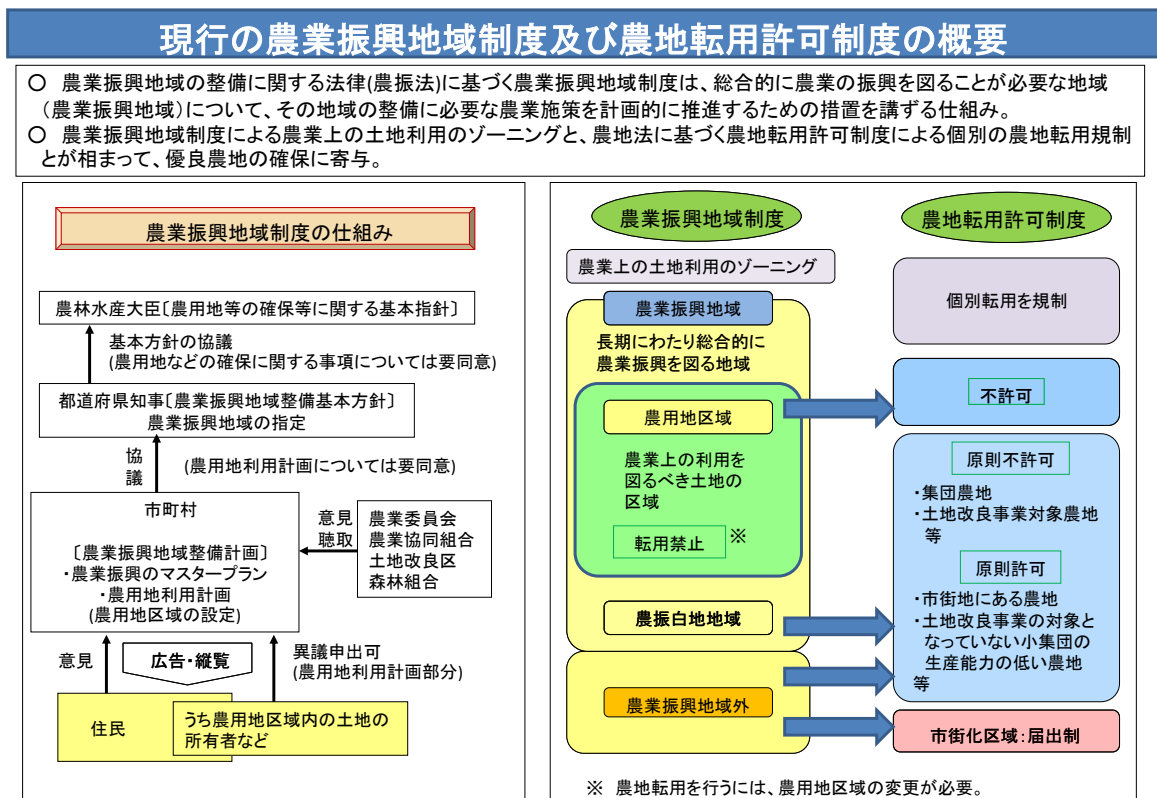 現行の農業振興地域制度及び農地転用許可制度の概要
○ 農業振興地域の整備に関する法律(農振法)に基づく農業振興地域制度は、総合的に農業の振興を図ることが必要な地域
(農業振興地域)について、その地域の整備に必要な農業施策を計画的に推進するための措置を講ずる仕組み。
○ 農業振興地域制度による農業上の土地利用のゾーニングと、農地法に基づく農地転用許可制度による個別の農地転用規制
とが相まって、優良農地の確保に寄与。
農業振興地域制度の仕組み
農林水産大臣〔農用地等の確保等に関する基本指針〕
基本方針の協議
(農用地などの確保に関する事項については要同意)
都道府県知事〔農業振興地域整備基本方針〕
農業振興地域の指定
協議
(農用地利用計画については要同意)
市町村
〔農業振興地域整備計画〕
・農業振興のマスタープラン
・農用地利用計画
(農用地区域の設定)
意見
聴取
農業委員会
農業協同組合
土地改良区
森林組合
意見
広告・縦覧
異議申出可
(農用地利用計画部分)
住民
うち農用地区域内の土地の
所有者など
農業振興地域制度
農業上の土地利用のゾーニング
農業振興地域
長期にわたり総合的に
農業振興を図る地域
農用地区域
農業上の利用を
図るべき土地の
区域
転用禁止 ※
農振白地地域
農業振興地域外
農地転用許可制度
個別転用を規制
不許可
原則不許可
・集団農地
・土地改良事業対象農地
等
原則許可
・市街地にある農地
・土地改良事業の対象と
なっていない小集団の
生産能力の低い農地
等
市街化区域:届出制
※ 農地転用を行うには、農用地区域の変更が必要。